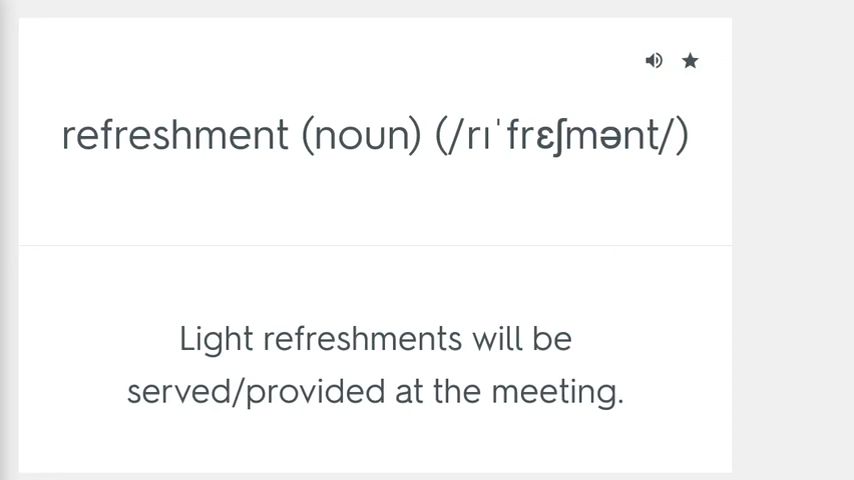 refreshment (noun) (/rɪˈfrɛʃmənt/)
Light refreshments will be
served/provided at the meeting.